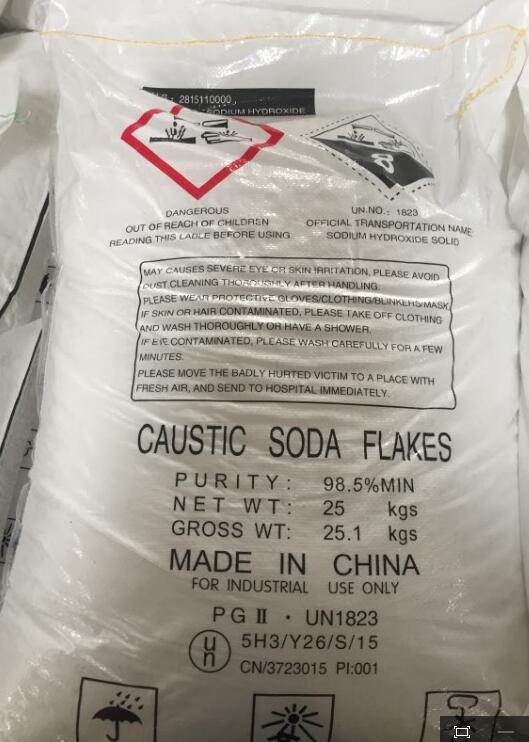 2815110000,
SODIUM HYDROXIDE
8
DANGEROUS
OUT OF REACH OF CHILDREN
READING THIS LABLE BEFORE USING
UN.NO.: 1823
OFFICIAL TRANSPORTATION NAME
SODIUM HYDROXIDE SOLID
MAY CAUSES SEVERE EYE OR SKIN IRRITATION, PLEASE AVOID
DUST,CLEANING THOROUGHLY AFTER HANDLING.
PLEASE WEAR PROTECTIVE GLOVES/CLOTHING/BLINKERS/MASK
IF SKIN OR HAIR CONTAMINATED, PLEASE TAKE OFF CLOTHING
AND WASH THOROUGHLY OR HAVE A SHOWER.
IF EYE CONTAMINATED, PLEASE WASH CAREFULLY FOR A FEW
MINUTES.
PLEASE MOVE THE BADLY HURTED VICTIM TO A PLACE WITH
FRESH AIR, AND SEND TO HOSPITAL IMMEDIATELY.
CAUSTIC SODA FLAKES
PURITY: 98.5%MIN
NET WT: 25 kgs
GROSS WT: 25.1 kgs
MADE IN CHINA
FOR INDUSTRIAL USE ONLY
PG II · UN1823
un 5H3/Y26/S/15
CN/3723015 PI:001